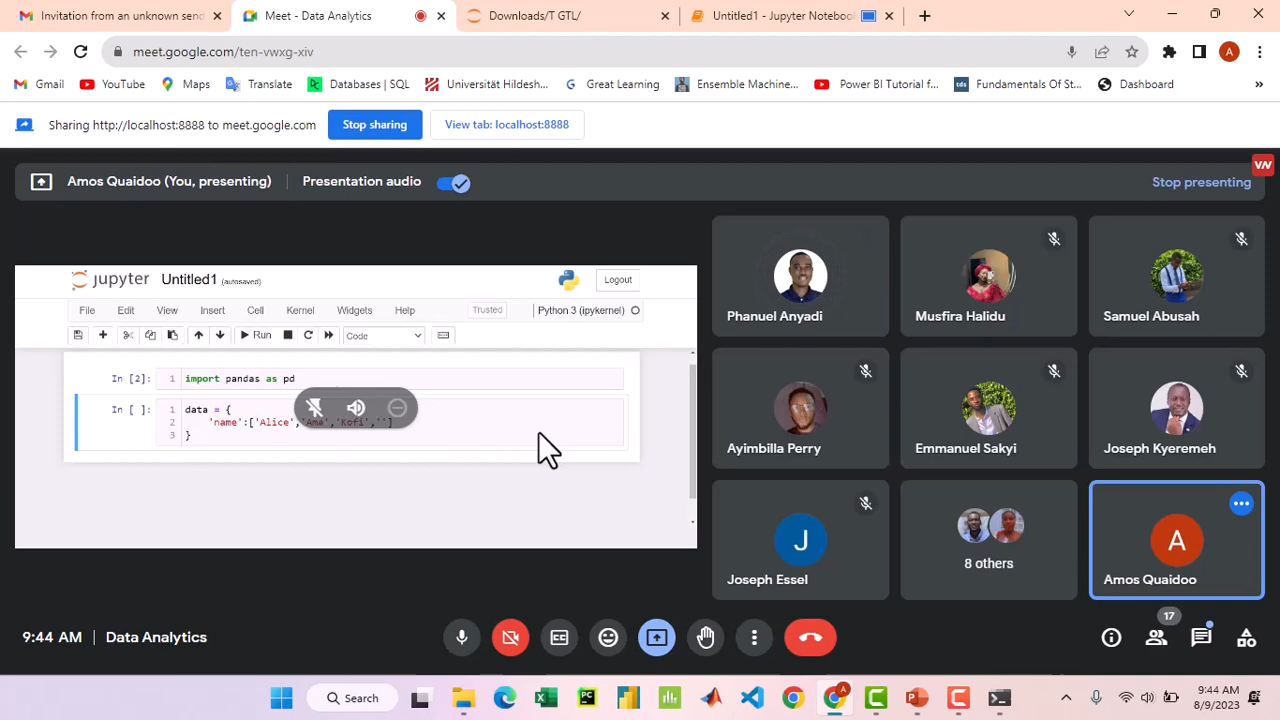 Invitation from an unknown send
Meet - Data Analytics
Downloads/T GTL/
Untitled1 - Jupyter Noteboo
meet.google.com/ten-vwxg-xiv
A
Gmail
YouTube
Maps
Translate
Databases | SQL
Universität Hildesh...
Great Learning
Ensemble Machine...
Power BI Tutorial f...
Fundamentals Of St...
Dashboard
»
Sharing http://localhost:8888 to meet.google.com
Stop sharing
View tab: localhost:8888
Amos Quaidoo (You, presenting)
Presentation audio
Stop presenting
VN
jupyter Untitled1 (autosaved)
Logout
File Edit View Insert Cell Kernel Widgets Help
Trusted
Python 3 (ipykernel)
Run
Code
In [2]: 1 import pandas as pd
In [ ]: 1 data = {
2 'name':['Alice','Ama','Kofi','']
3 }
Phanuel Anyadi
Musfira Halidu
Samuel Abusah
Ayimbilla Perry
Emmanuel Sakyi
Joseph Kyeremeh
J
Joseph Essel
8 others
A
Amos Quaidoo
9:44 AM | Data Analytics
17
Search
9:44 AM
8/9/2023